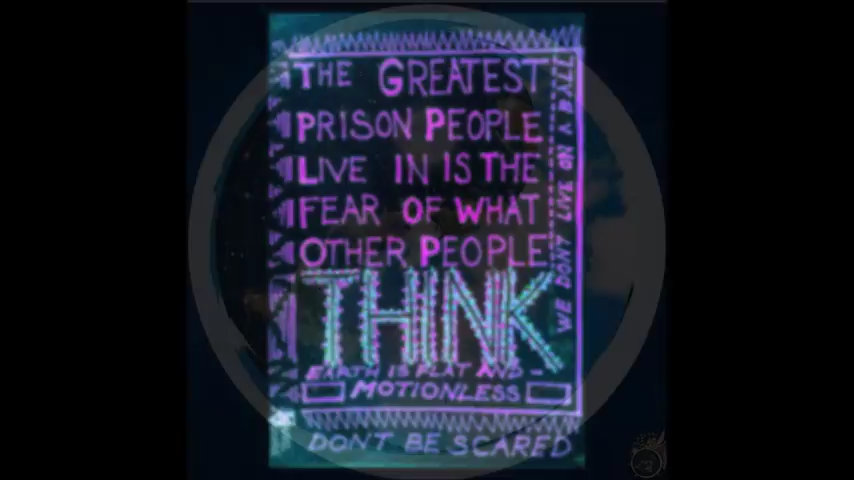 THE GREATEST
PRISON PEOPLE
LIVE IN IS THE
FEAR OF WHAT
OTHER PEOPLE
THINK
EARTH IS FLAT AND -
MOTIONLESS
DONT BE SCARED
WE DONT LIVE ON A BALL